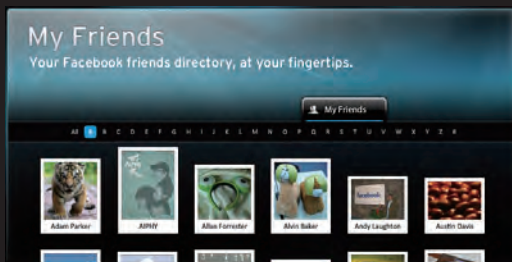 My Friends
Your Facebook friends directory, at your fingertips.
My Friends
All A B C D E F G H I J K L M N O P Q R S T U V W X Y Z #
facebook
Adam Parker AIPHY Allan Forrester Alvin Baker Andy Laughton Austin Davis